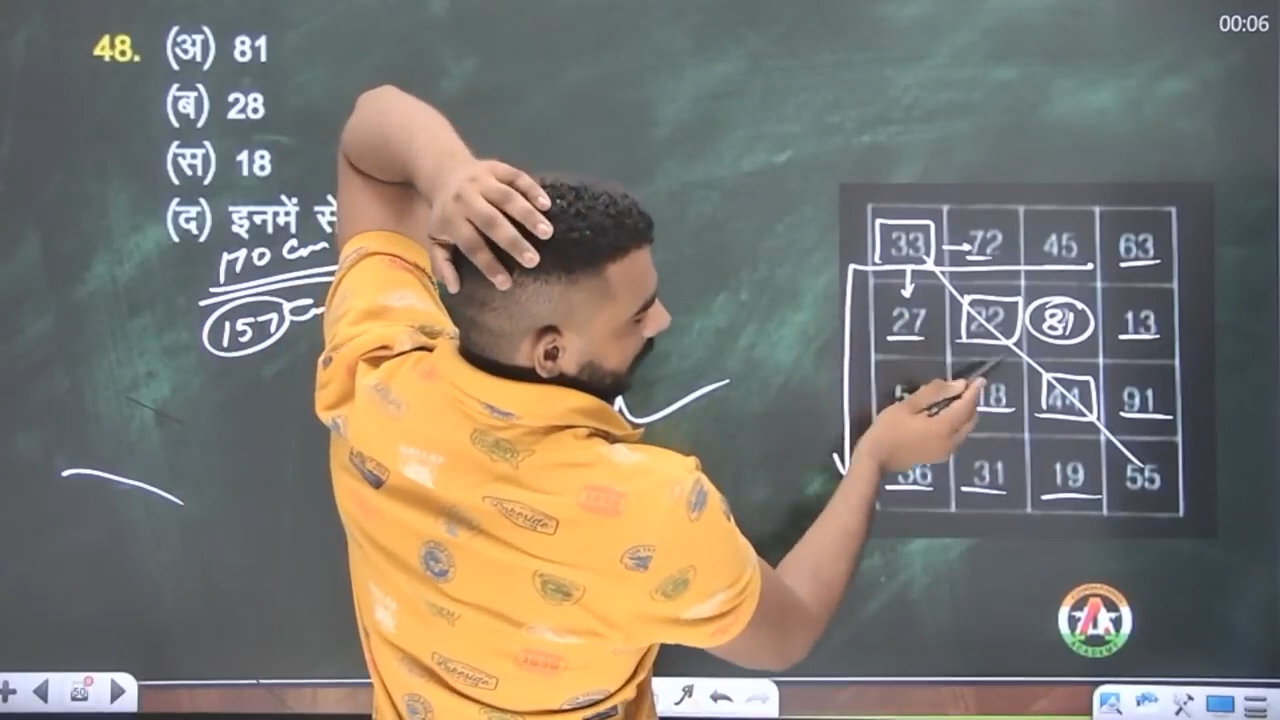 00:06
48. (अ) 81
(ब) 28
(स) 18
(द) इनमें से
170 cm
157
33 72 45 63
27 22 81 13
18 44 91
36 31 19 55